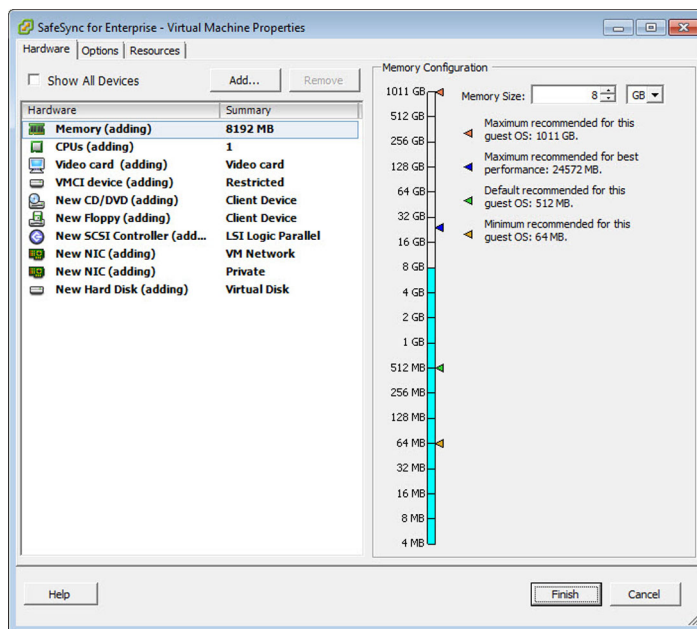 SafeSync for Enterprise - Virtual Machine Properties
Hardware Options Resources
Show All Devices Add... Remove
Hardware Summary
Memory (adding) 8192 MB
CPUs (adding) 1
Video card (adding) Video card
VMCI device (adding) Restricted
New CD/DVD (adding) Client Device
New Floppy (adding) Client Device
New SCSI Controller (add... LSI Logic Parallel
New NIC (adding) VM Network
New NIC (adding) Private
New Hard Disk (adding) Virtual Disk
Memory Configuration
1011 GB
512 GB
256 GB
128 GB
64 GB
32 GB
16 GB
8 GB
4 GB
2 GB
1 GB
512 MB
256 MB
128 MB
64 MB
32 MB
16 MB
8 MB
4 MB
Memory Size: 8 GB
Maximum recommended for this
guest OS: 1011 GB.
Maximum recommended for best
performance: 24572 MB.
Default recommended for this
guest OS: 512 MB.
Minimum recommended for this
guest OS: 64 MB.
Help Finish Cancel